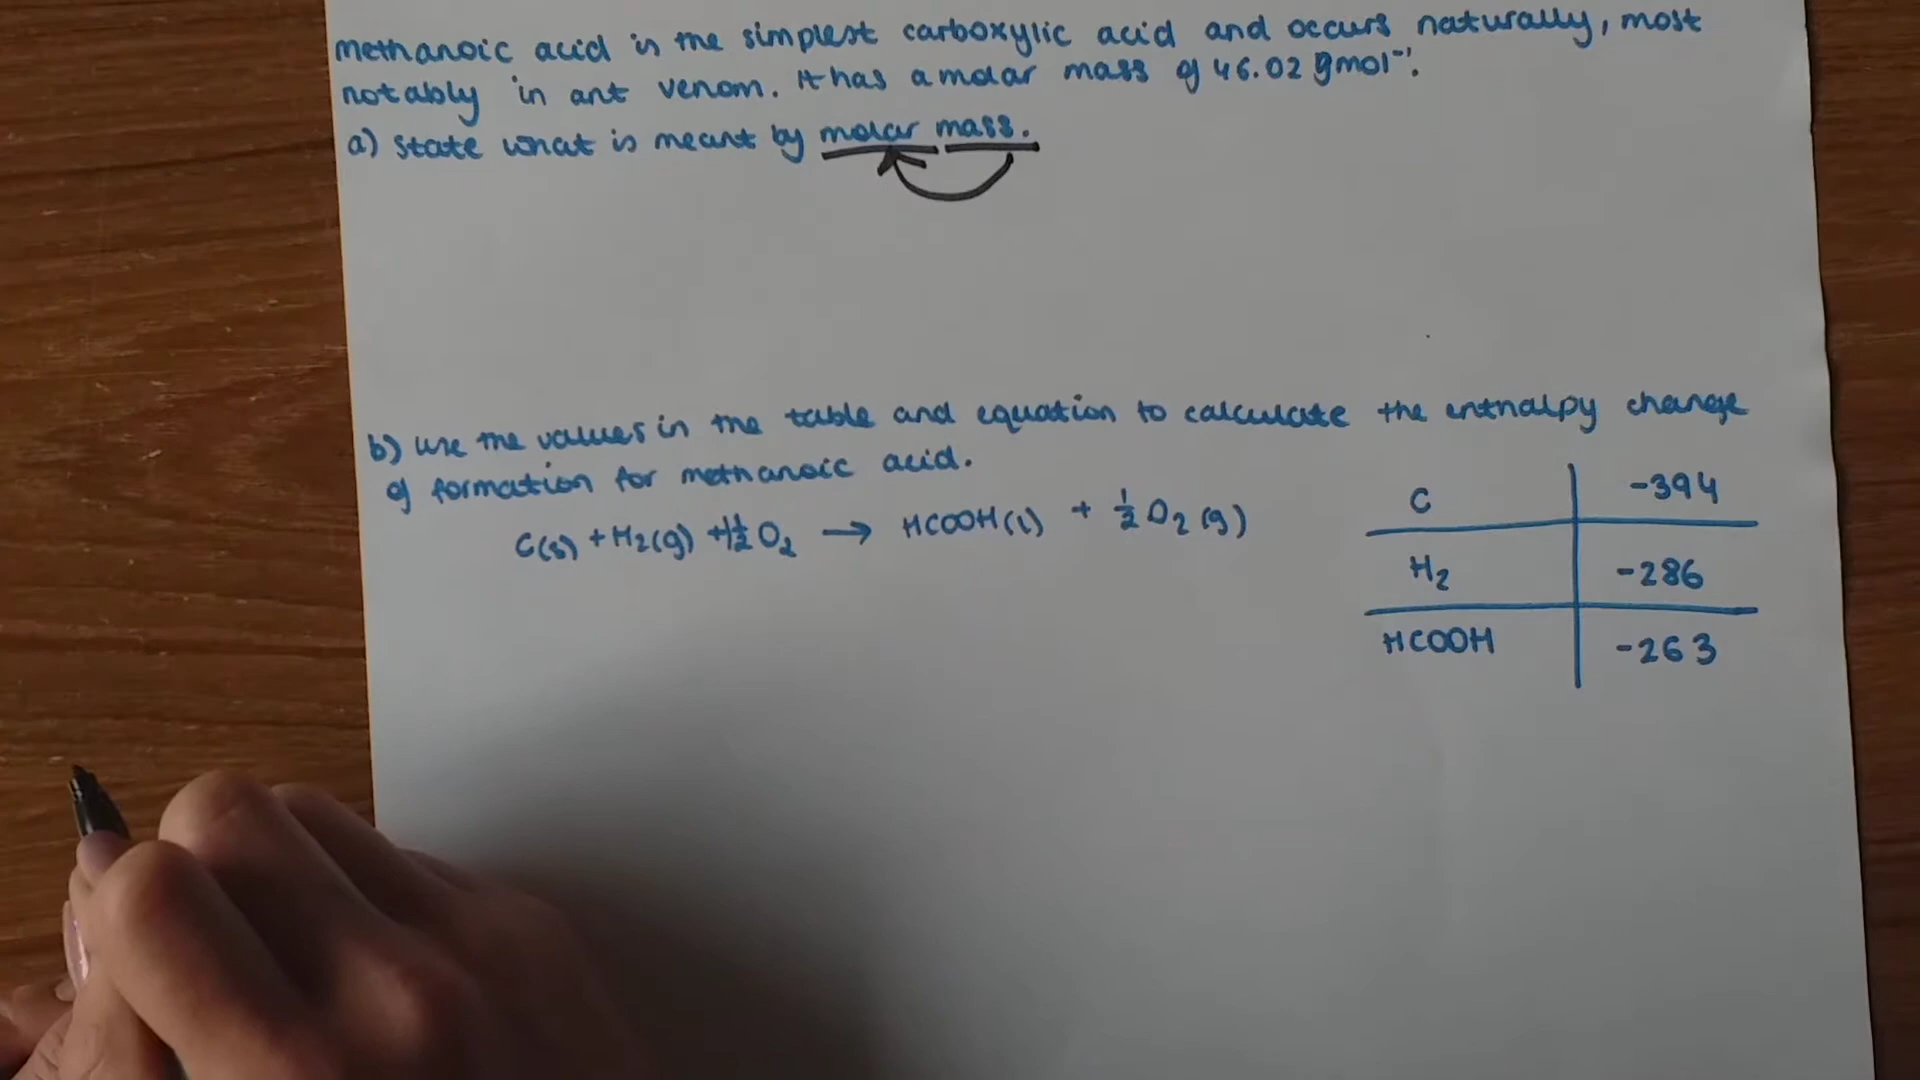 methanoic acid is the simplest carboxylic acid and occurs naturally, most
notably in ant venom. It has a molar mass of 46.02 gmol⁻¹.
a) state what is meant by molar mass.
b) use the values in the table and equation to calculate the enthalpy change
of formation for methanoic acid.
C(s) + H₂(g) + 1½ O₂ → HCOOH(l) + ½ O₂ (g)
C -394
H₂ -286
HCOOH -263